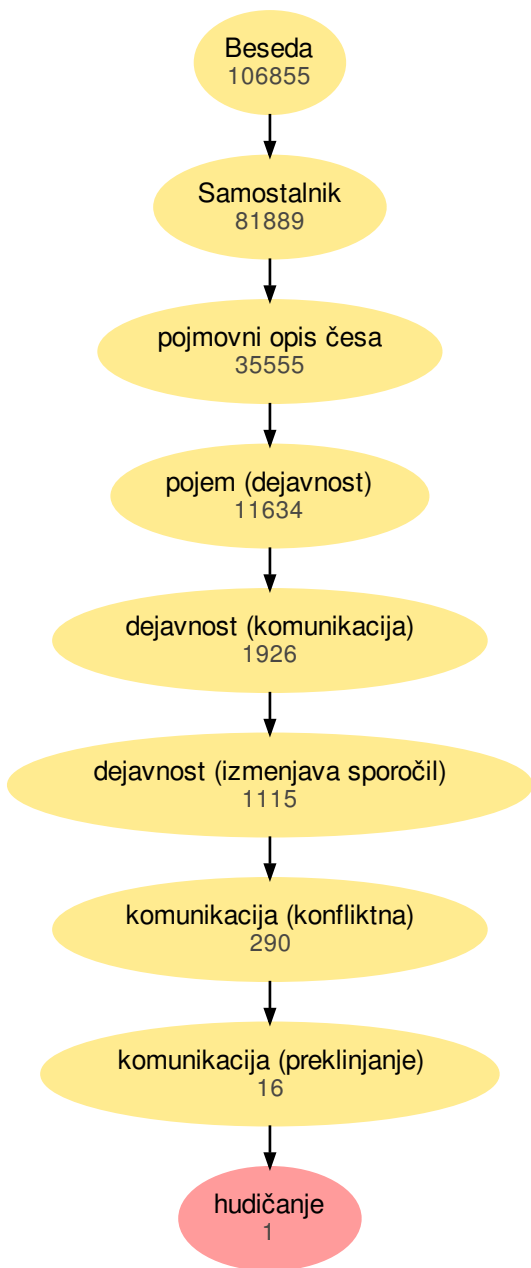 Beseda
106855
Samostalnik
81889
pojmovni opis česa
35555
pojem (dejavnost)
11634
dejavnost (komunikacija)
1926
dejavnost (izmenjava sporočil)
1115
komunikacija (konfliktna)
290
komunikacija (preklinjanje)
16
hudičanje
1